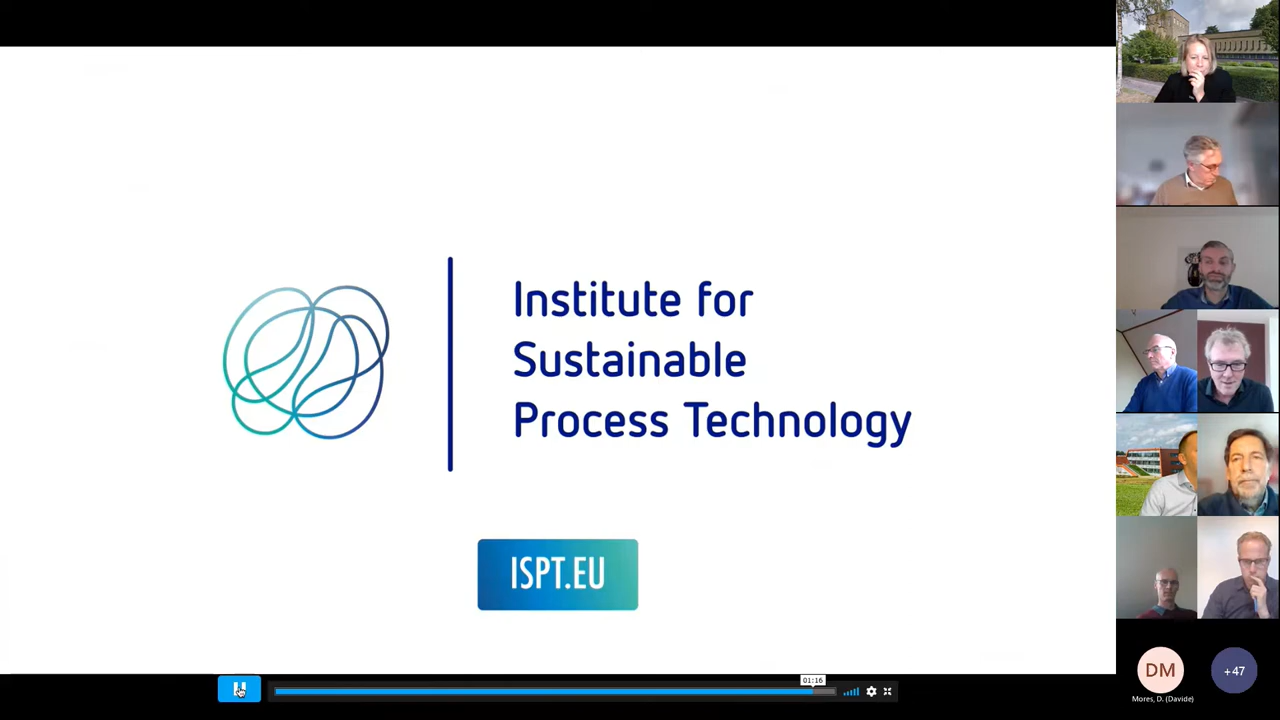 Institute for
Sustainable
Process Technology
ISPT.EU
01:16
DM
Mores, D. (Davide)
+47